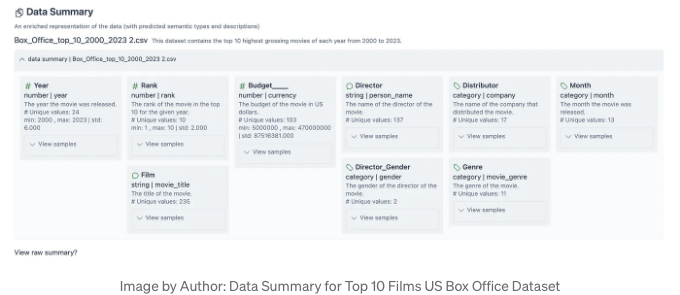 Data Summary
An enriched representation of the data (with predicted semantic types and descriptions)
Box_Office_top_10_2000_2023 2.csv This dataset contains the top 10 highest grossing movies of each year from 2000 to 2023.
data summary | Box_Office_top_10_2000_2023 2.csv
# Year
number | year
The year the movie was released.
# Unique values: 24
min: 2000 , max: 2023 | std:
6.000
View samples
# Rank
number | rank
The rank of the movie in the top
10 for the given year.
# Unique values: 10
min: 1 , max: 10 | std: 2.000
View samples
# Budget____
number | currency
The budget of the movie in US
dollars.
# Unique values: 103
min: 5000000 , max: 470000000
| std: 87516381.000
View samples
Director
string | person_name
The name of the director of the
movie.
# Unique values: 137
View samples
Distributor
category | company
The name of the company that
distributed the movie.
# Unique values: 17
View samples
Month
category | month
The month the movie was
released.
# Unique values: 13
View samples
Film
string | movie_title
The title of the movie.
# Unique values: 235
View samples
Director_Gender
category | gender
The gender of the director of the
movie.
# Unique values: 2
View samples
Genre
category | movie_genre
The genre of the movie.
# Unique values: 11
View samples
View raw summary?
Image by Author: Data Summary for Top 10 Films US Box Office Dataset